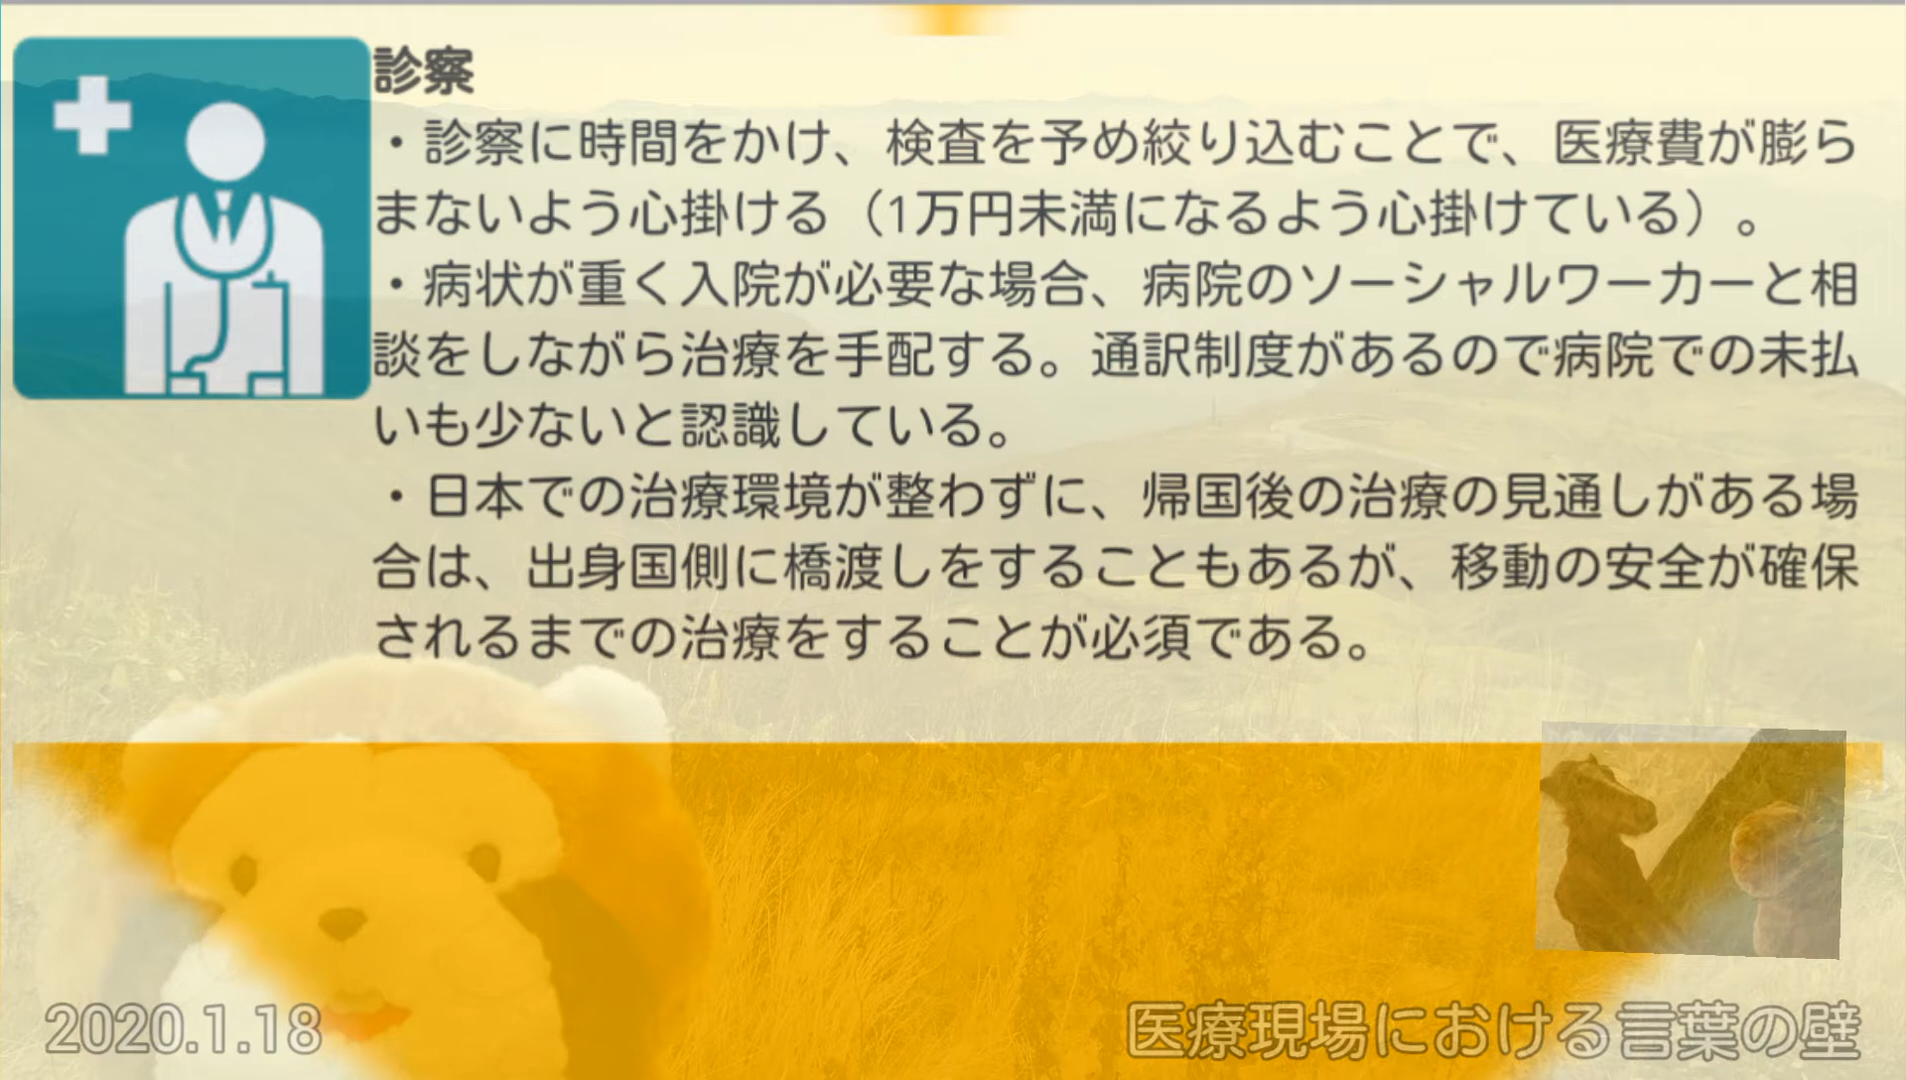 診察
・診察に時間をかけ、検査を予め絞り込むことで、医療費が膨ら
まないよう心掛ける（1万円未満になるよう心掛けている）。
・病状が重く入院が必要な場合、病院のソーシャルワーカーと相
談をしながら治療を手配する。通訳制度があるので病院での未払
いも少ないと認識している。
・日本での治療環境が整わずに、帰国後の治療の見通しがある場
合は、出身国側に橋渡しをすることもあるが、移動の安全が確保
されるまでの治療をすることが必須である。
2020.1.18
医療現場における言葉の壁